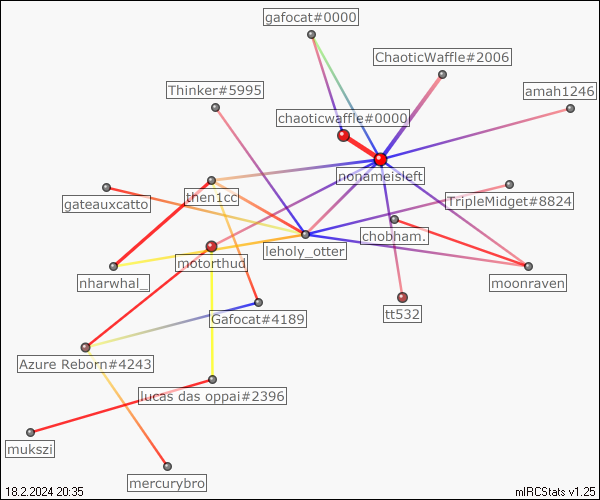 gafocat#0000
ChaoticWaffle#2006
Thinker#5995
amah1246
chaoticwaffle#0000
nonameisleft
then1cc
gateauxcatto
TripleMidget#8824
chobham.
leholy_otter
motorthud
nharwhal_
moonraven
tt532
Gafocat#4189
Azure Reborn#4243
lucas das oppai#2396
mukszi
mercurybro
18.2.2024 20:35
mIRCStats v1.25